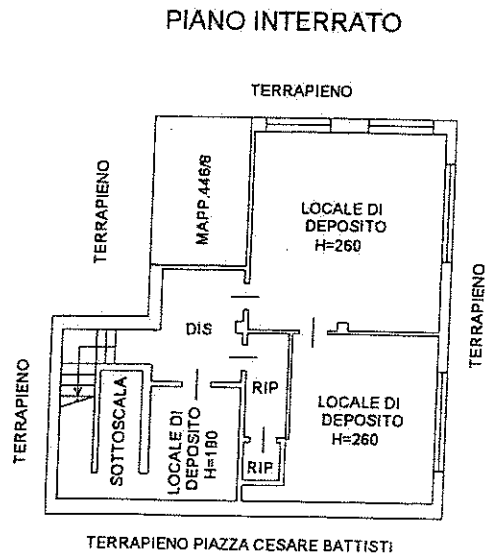 PIANO INTERRATO
TERRAPIENO
TERRAPIENO
MAPP.446/6
LOCALE DI
DEPOSITO
H=260
TERRAPIENO
DIS
TERRAPIENO
SOTTOSCALA
LOCALE DI
DEPOSITO
H=180
RIP
RIP
LOCALE DI
DEPOSITO
H=260
TERRAPIENO PIAZZA CESARE BATTISTI